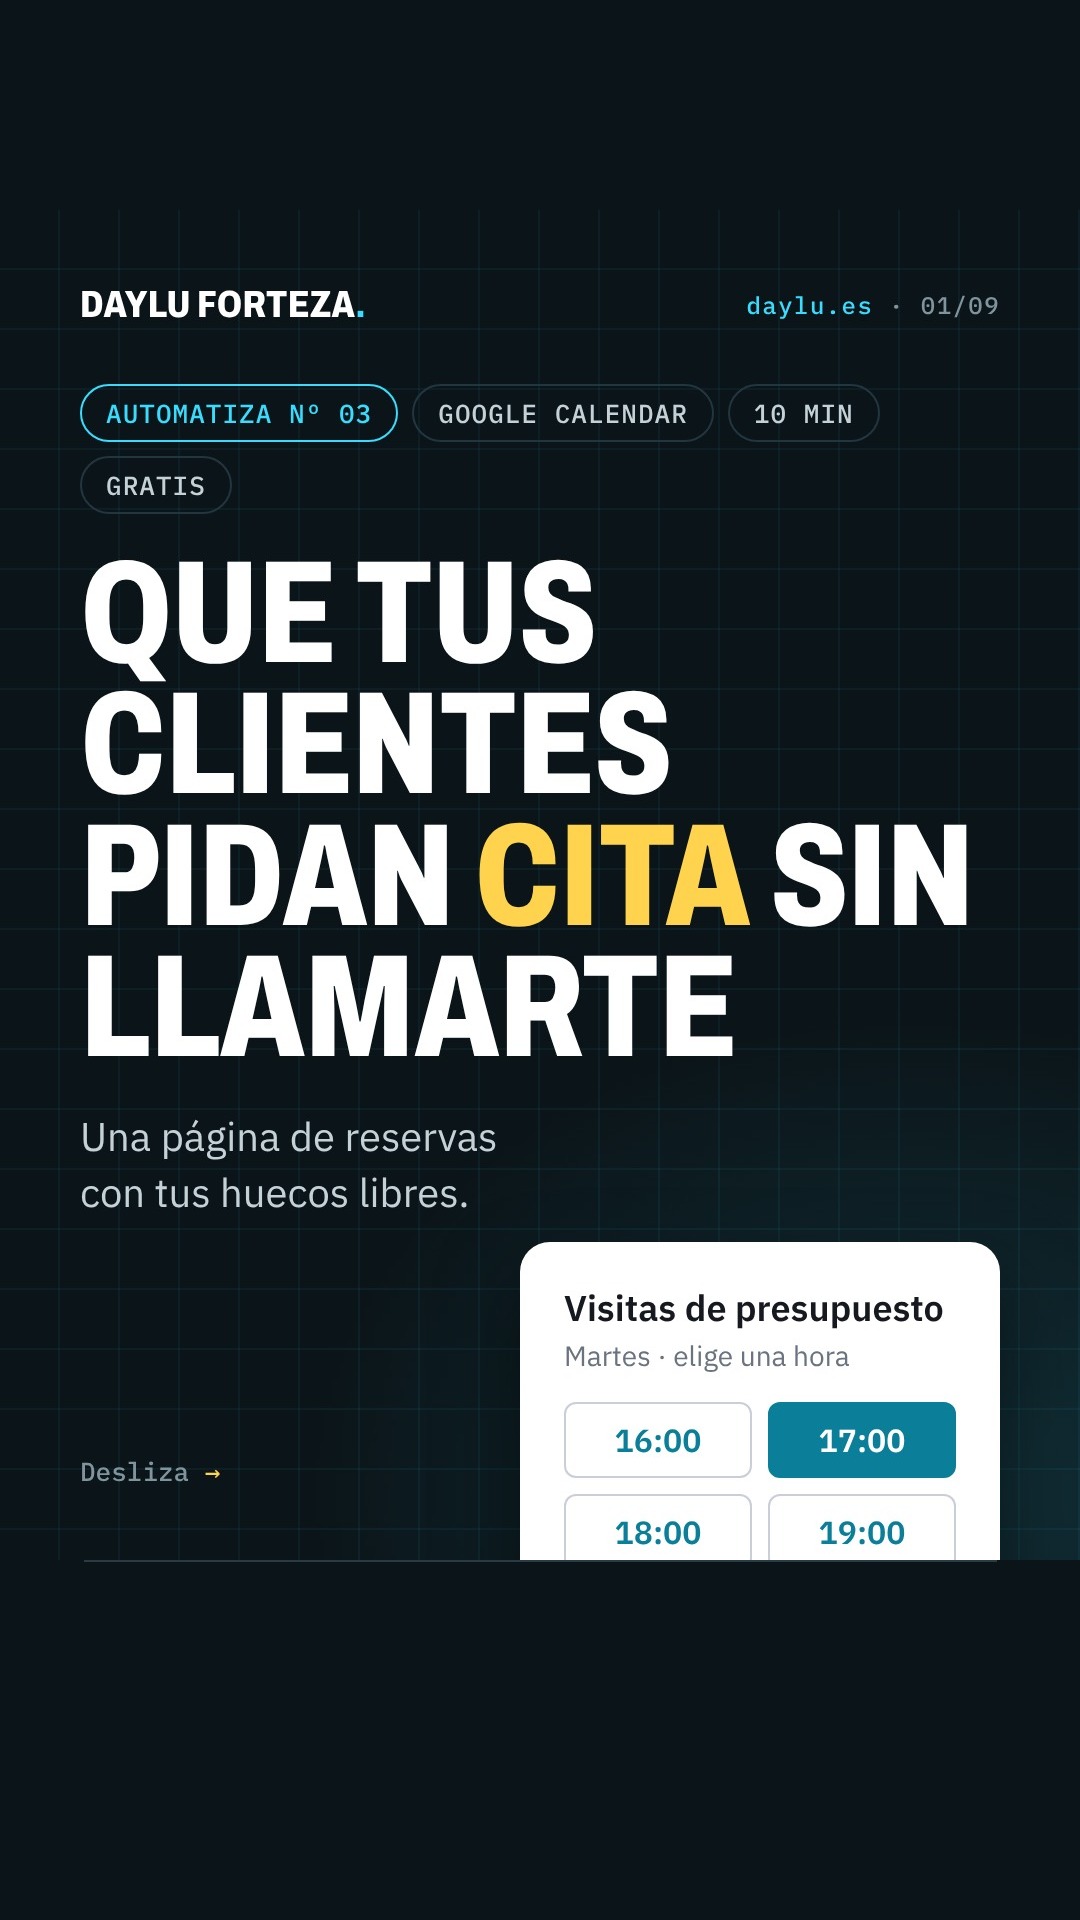 DAYLU FORTEZA.
daylu.es · 01/09
AUTOMATIZA Nº 03
GOOGLE CALENDAR
10 MIN
GRATIS
QUE TUS
CLIENTES
PIDAN CITA SIN
LLAMARTE
Una página de reservas
con tus huecos libres.
Visitas de presupuesto
Martes · elige una hora
16:00
17:00
18:00
19:00
Desliza →